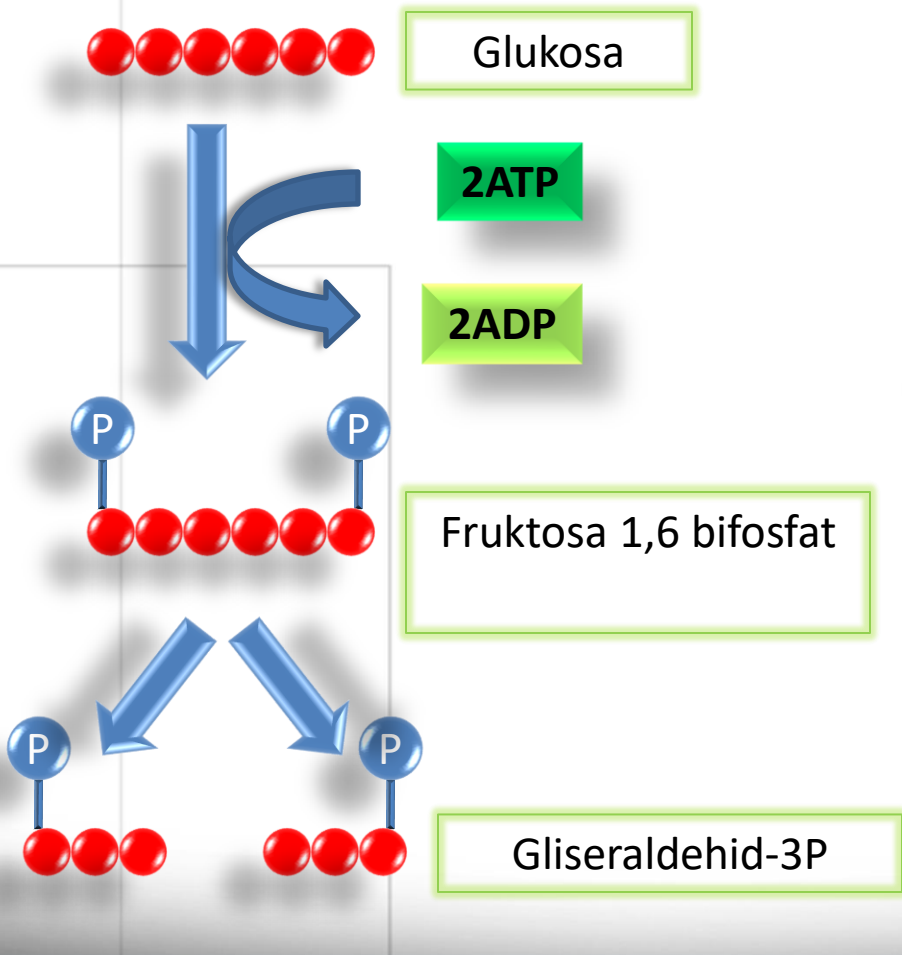 Glukosa
2ATP
2ADP
P P
Fruktosa 1,6 bifosfat
P P
Gliseraldehid-3P